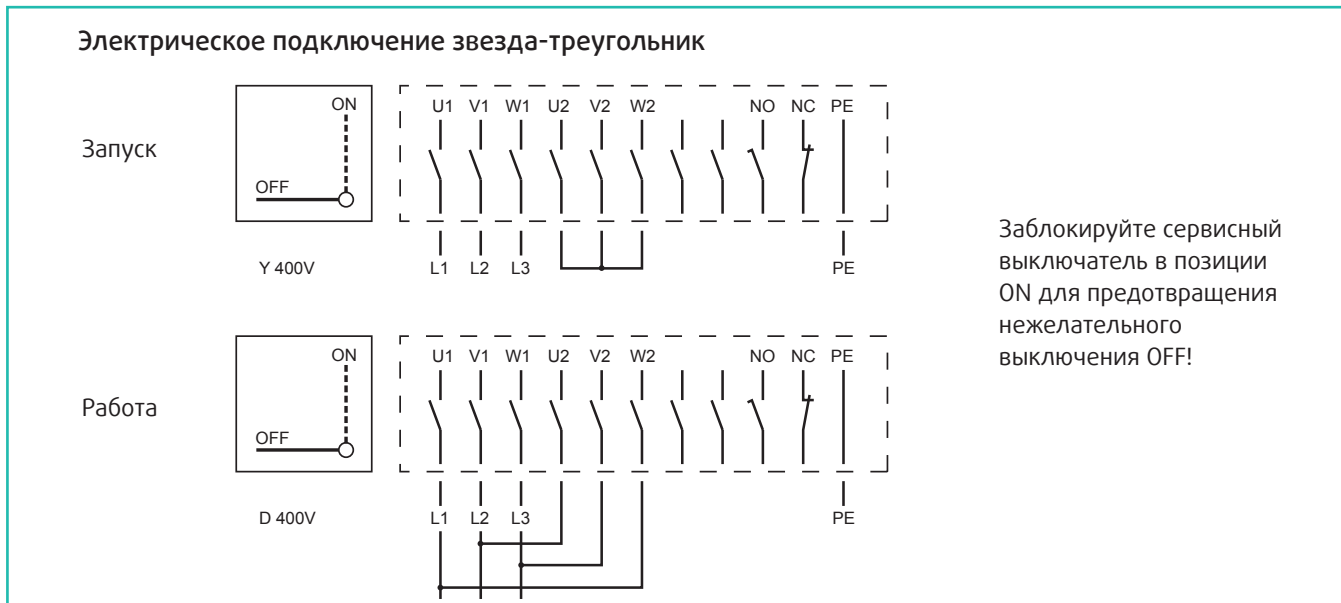 Электрическое подключение звезда-треугольник
ON
U1 V1 W1 U2 V2 W2 NO NC PE
Запуск
OFF
Y 400V
L1 L2 L3 PE
Заблокируйте сервисный
выключатель в позиции
ON для предотвращения
нежелательного
выключения OFF!
ON
U1 V1 W1 U2 V2 W2 NO NC PE
Работа
OFF
D 400V
L1 L2 L3 PE